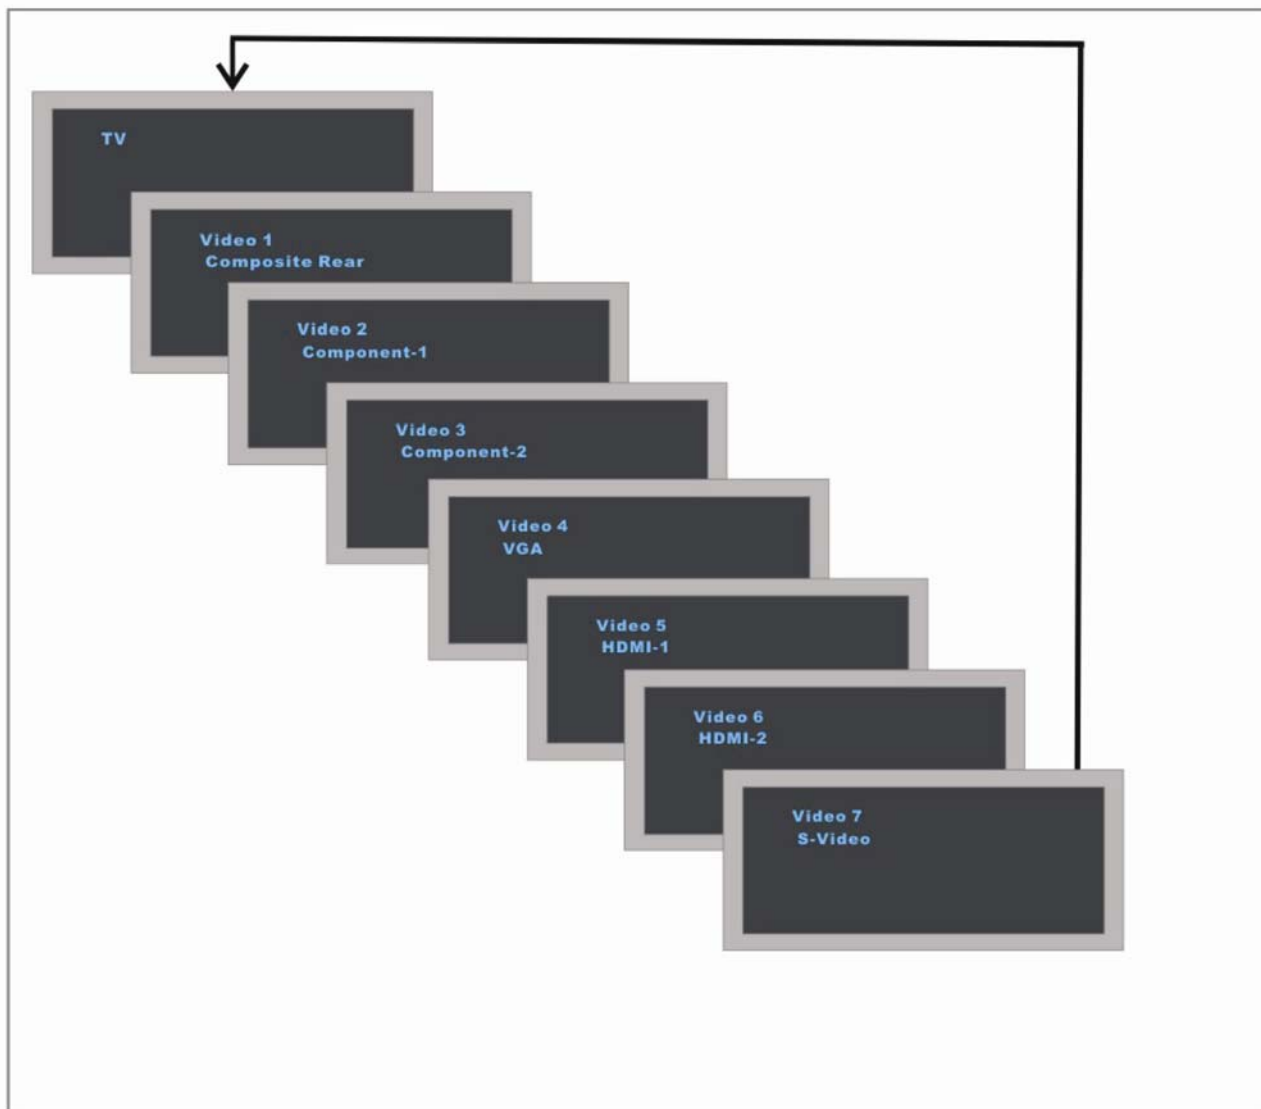 TV
Video 1
Composite Rear
Video 2
Component-1
Video 3
Component-2
Video 4
VGA
Video 5
HDMI-1
Video 6
HDMI-2
Video 7
S-Video